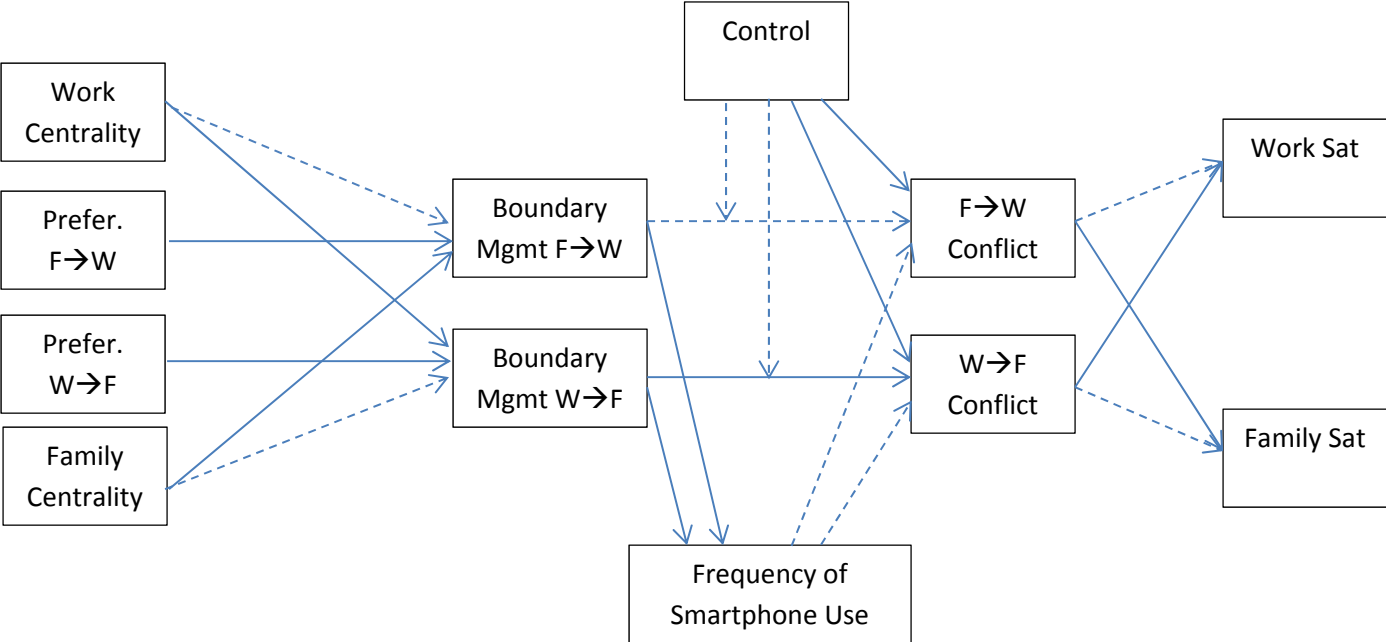 Control
Work
Centrality
Prefer.
F→W
Prefer.
W→F
Family
Centrality
Boundary
Mgmt F→W
Boundary
Mgmt W→F
Frequency of
Smartphone Use
F→W
Conflict
W→F
Conflict
Work Sat
Family Sat